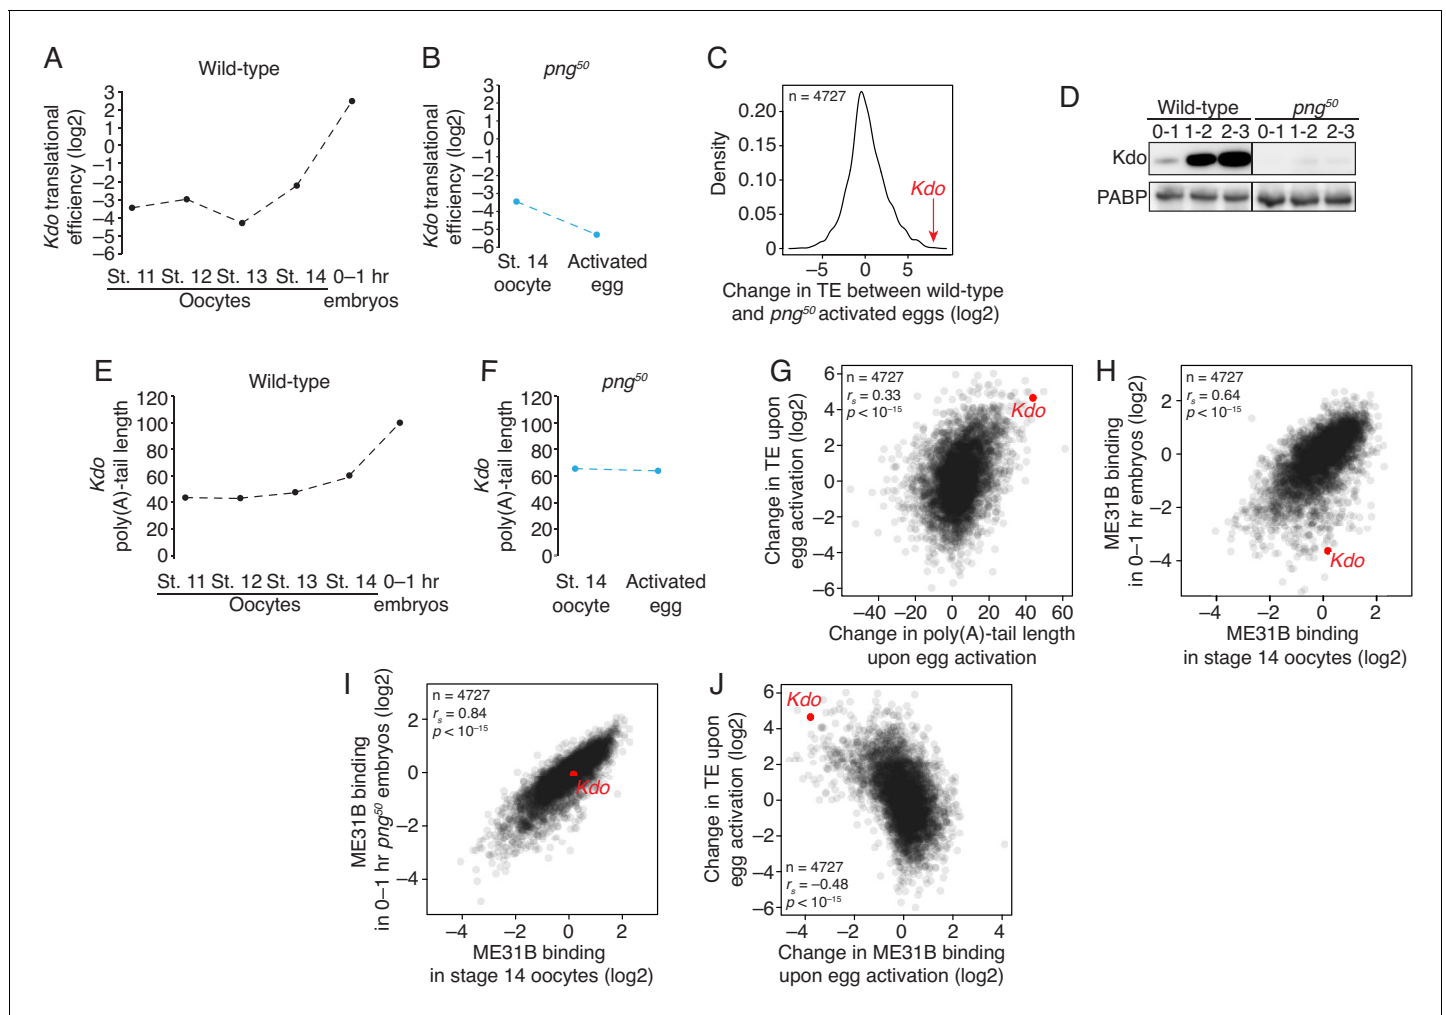 A
Wild-type
Kdo translational
efficiency (log2)
3
2
1
0
–1
–2
–3
–4
–5
–6
St. 11 St. 12 St. 13 St. 14 0–1 hr
Oocytes embryos
B
png50
Kdo translational
efficiency (log2)
3
2
1
0
–1
–2
–3
–4
–5
–6
St. 14 Activated
oocyte egg
C
n = 4727
Density
0.20
0.15
0.10
0.05
0
Kdo
–5 0 5
Change in TE between wild-type
and png50 activated eggs (log2)
D
Wild-type png50
0-1 1-2 2-3 0-1 1-2 2-3
Kdo
PABP
E
Wild-type
Kdo
poly(A)-tail length
120
100
80
60
40
20
0
St. 11 St. 12 St. 13 St. 14 0–1 hr
Oocytes embryos
F
png50
Kdo
poly(A)-tail length
120
100
80
60
40
20
0
St. 14 Activated
oocyte egg
G
n = 4727
rs = 0.33
p < 10–15
Kdo
Change in TE upon
egg activation (log2)
6
4
2
0
–2
–4
–6
–40 –20 0 20 40 60
Change in poly(A)-tail length
upon egg activation
H
n = 4727
rs = 0.64
p < 10–15
Kdo
ME31B binding
in 0–1 hr embryos (log2)
2
0
–2
–4
–4 –2 0 2
ME31B binding
in stage 14 oocytes (log2)
I
n = 4727
rs = 0.84
p < 10–15
Kdo
ME31B binding
in 0–1 hr png50 embryos (log2)
2
0
–2
–4
–4 –2 0 2
ME31B binding
in stage 14 oocytes (log2)
J
Kdo
n = 4727
rs = –0.48
p < 10–15
Change in TE upon
egg activation (log2)
6
4
2
0
–2
–4
–6
–4 –2 0 2 4
Change in ME31B binding
upon egg activation (log2)